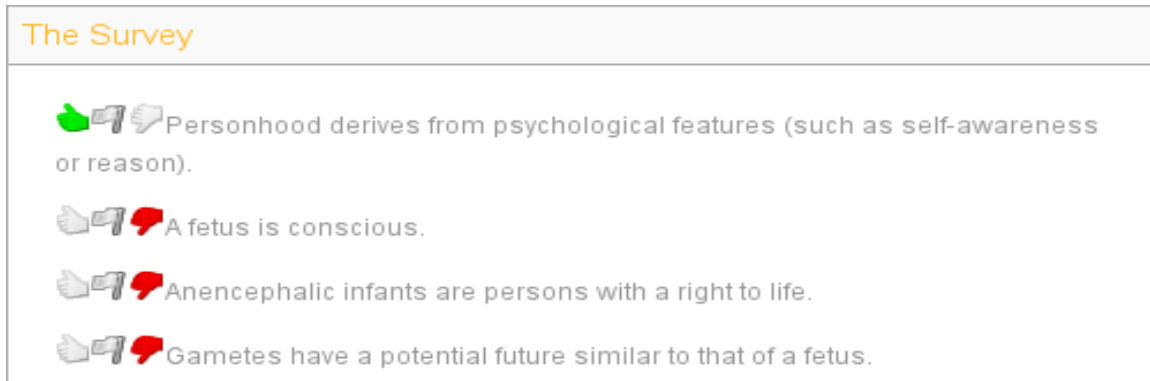 The Survey
Personhood derives from psychological features (such as self-awareness
or reason).
A fetus is conscious.
Anencephalic infants are persons with a right to life.
Gametes have a potential future similar to that of a fetus.